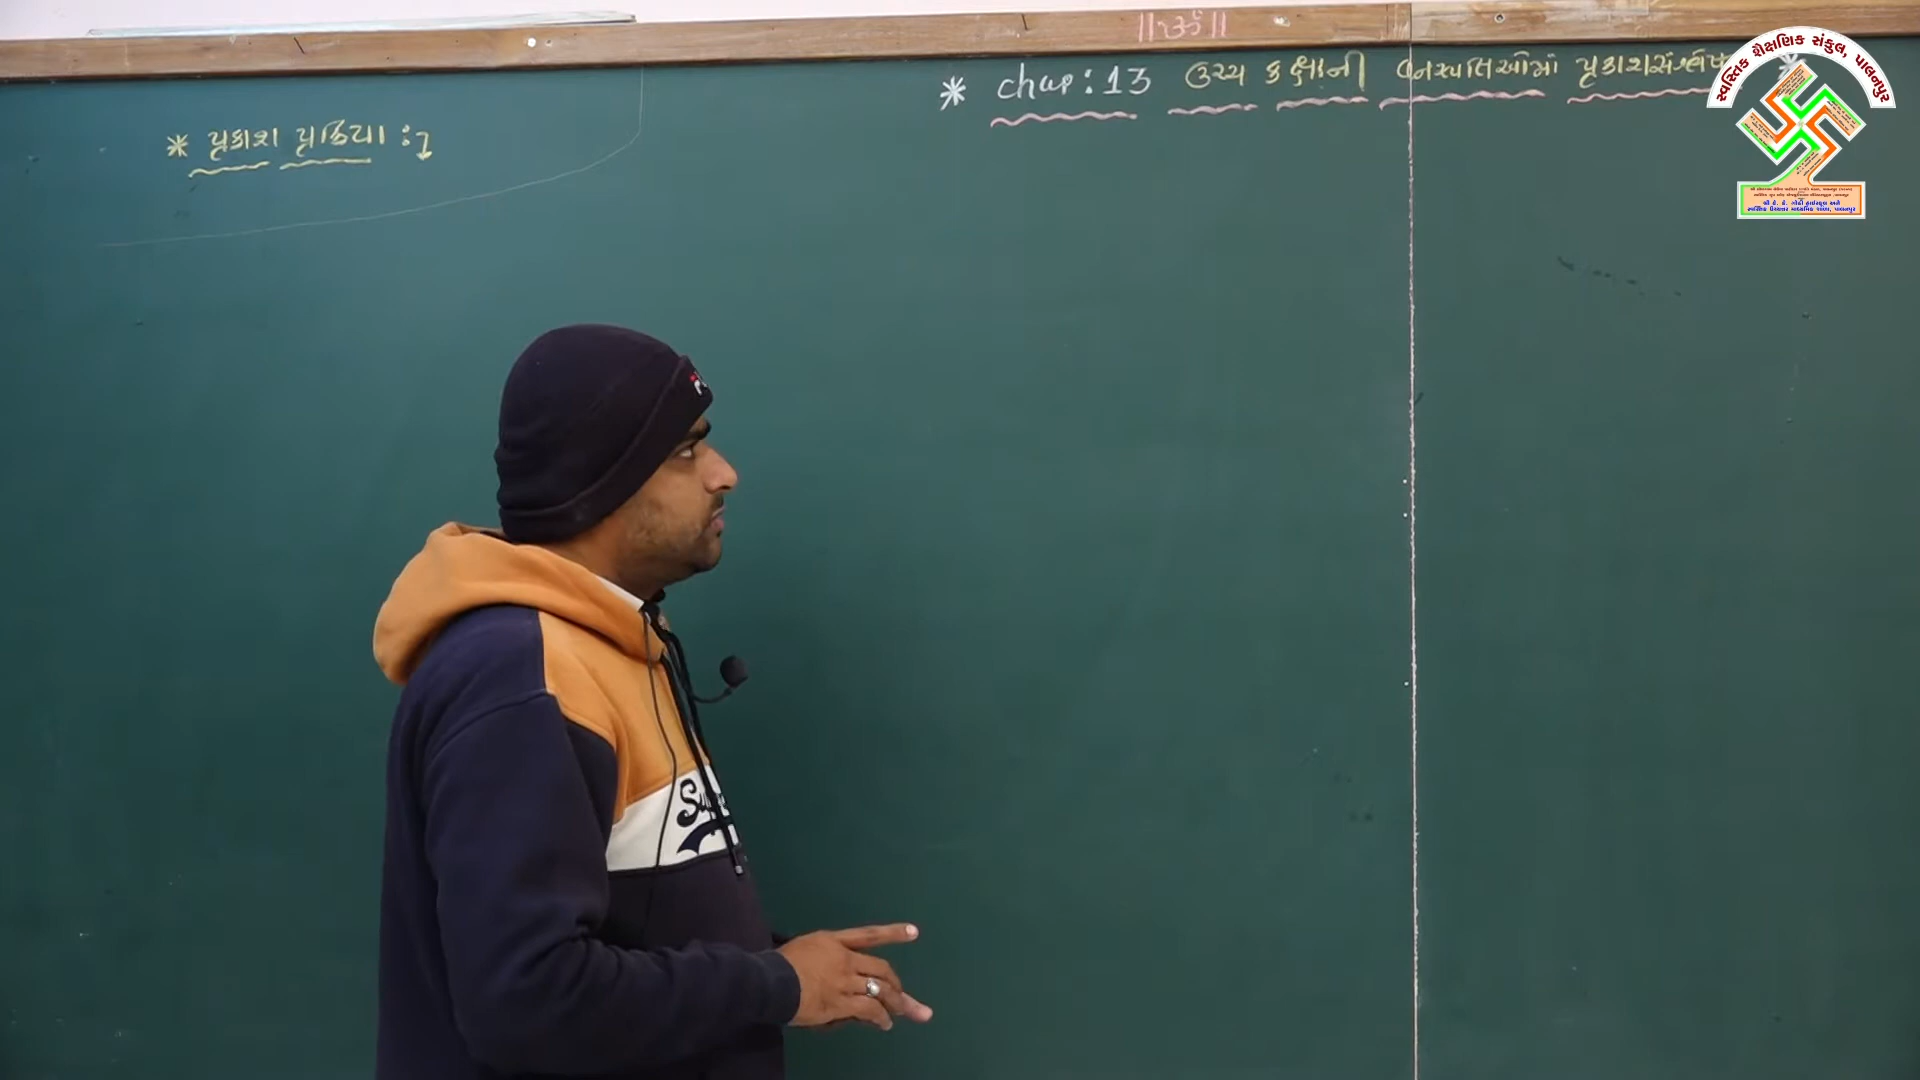 ॥ૐ॥
* chap : 13 ઉચ્ચ કક્ષાની વનસ્પતિઓમાં પ્રકાશસંશ્લેષણ *
* પ્રકાશ પ્રક્રિયા :
સ્વસ્તિક શૈક્ષણિક સંકુલ, પાલનપુર